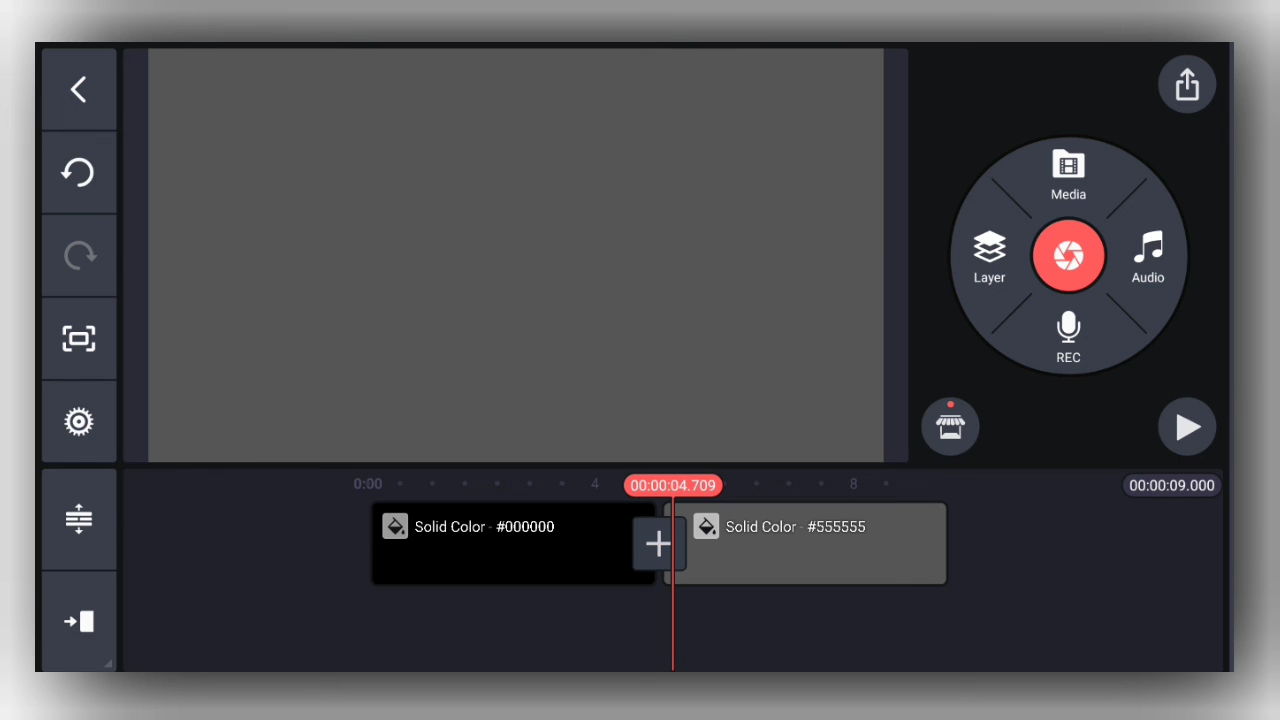 Media
Layer
Audio
REC
0:00
4
00:00:04.709
8
00:00:09.000
Solid Color - #000000
Solid Color - #555555